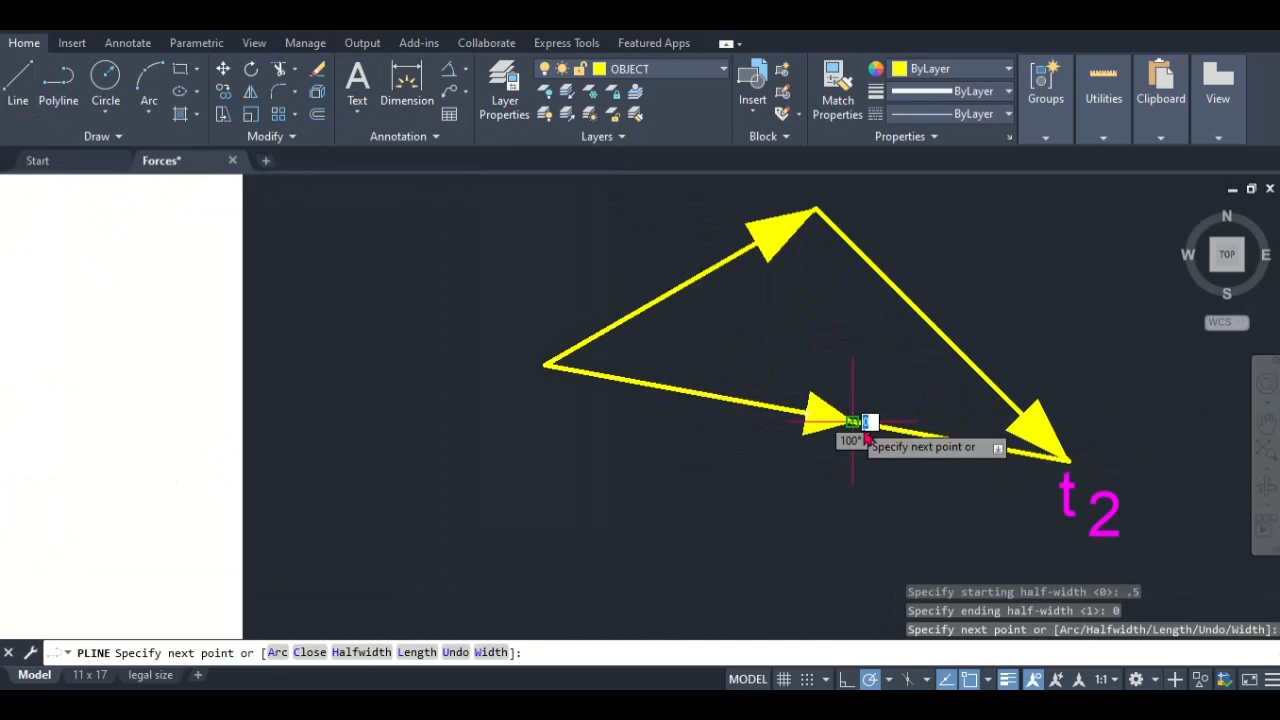 Home Insert Annotate Parametric View Manage Output Add-ins Collaborate Express Tools Featured Apps
OBJECT
ByLayer
ByLayer
ByLayer
Line Polyline Circle Arc Text Dimension Layer Properties Insert Match Properties Groups Utilities Clipboard View
Draw Modify Annotation Layers Block Properties
Start Forces*
N
W TOP E
S
WCS
100°
Specify next point or
t 2
Specify starting half-width <0>: .5
Specify ending half-width <1>: 0
Specify next point or [Arc/Halfwidth/Length/Undo/Width]:
PLINE Specify next point or [Arc Close Halfwidth Length Undo Width]:
Model 11 x 17 legal size + MODEL 1:1